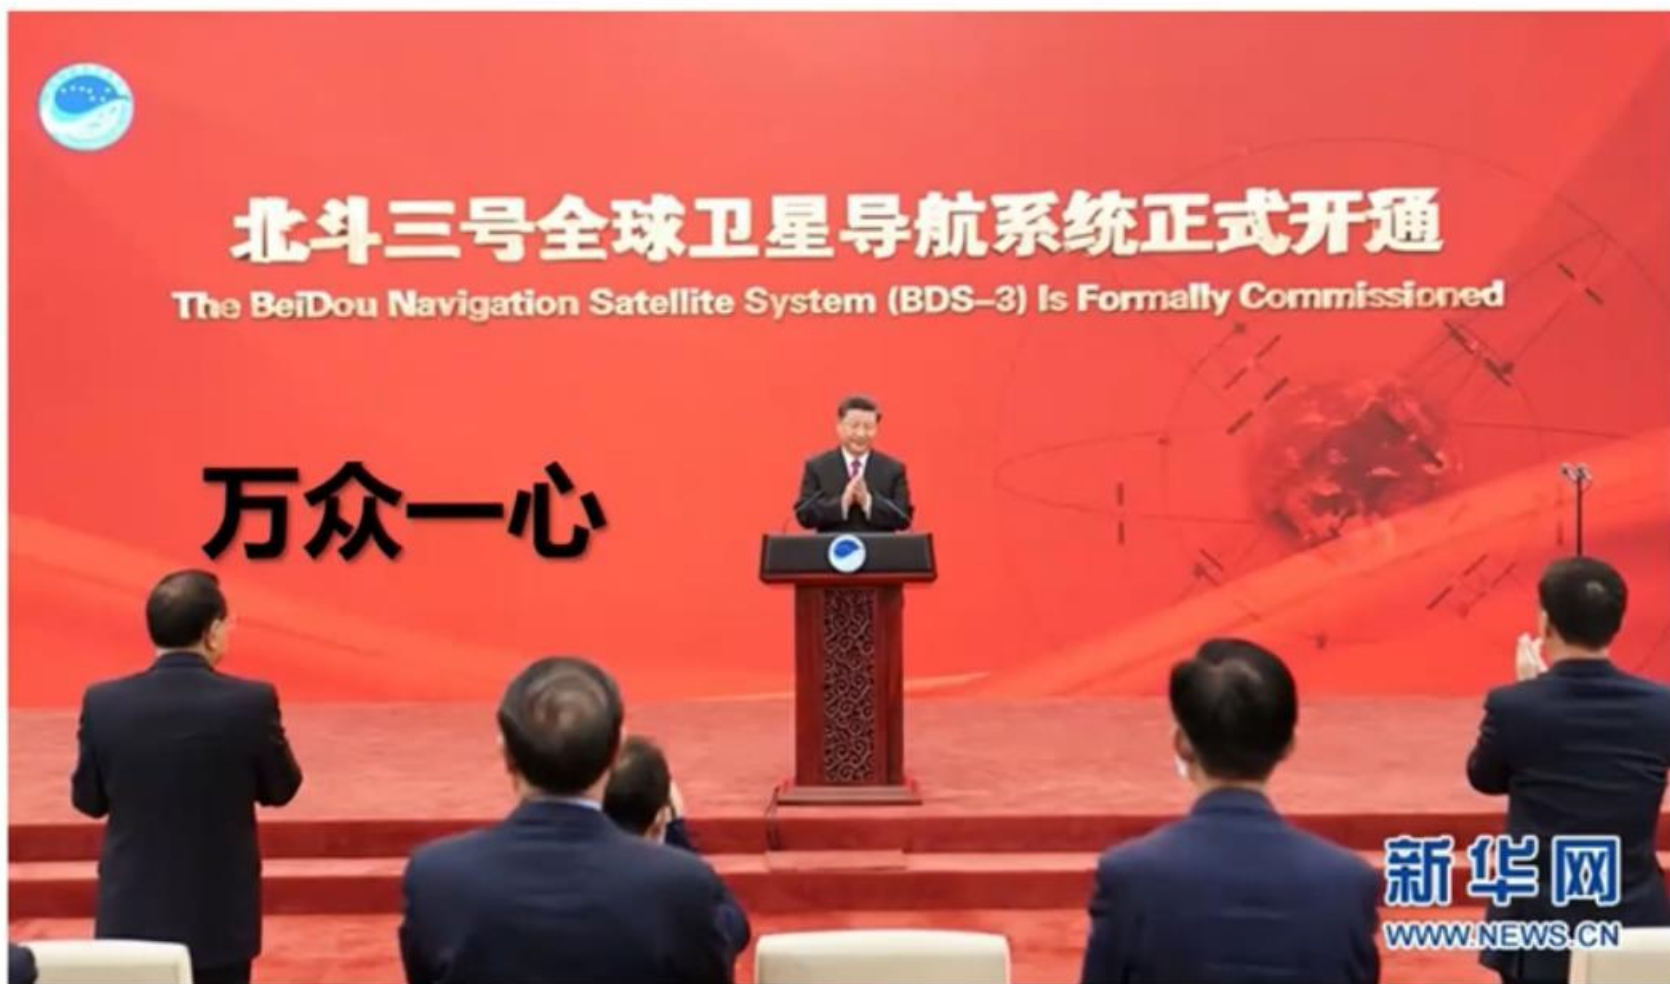 北斗三号全球卫星导航系统正式开通
The BeiDou Navigation Satellite System (BDS-3) Is Formally Commissioned
万众一心
新华网
WWW.NEWS.CN